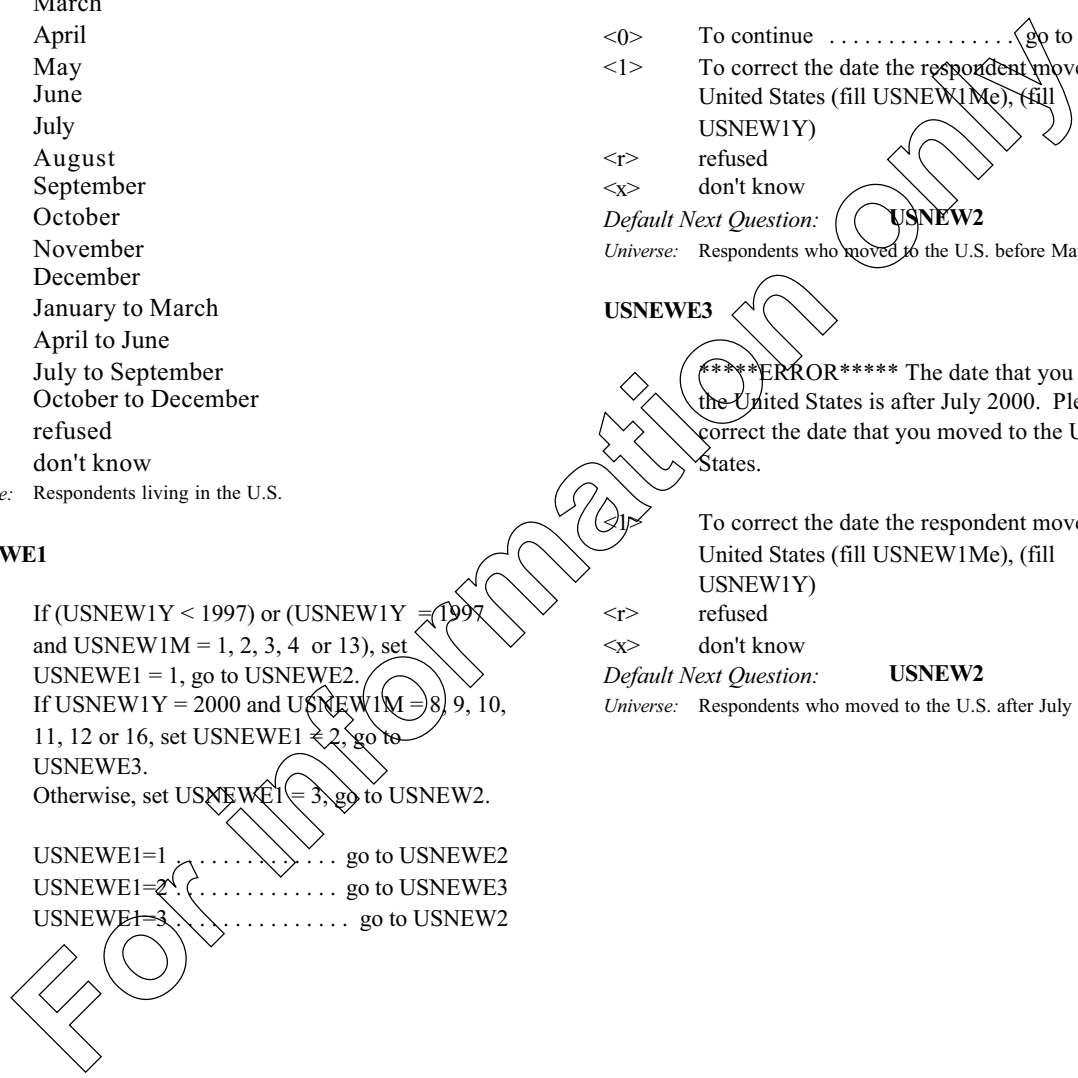 March
April
May
June
July
August
September
October
November
December
January to March
April to June
July to September
October to December
refused
don't know
e: Respondents living in the U.S.
WE1
If (USNEW1Y < 1997) or (USNEW1Y = 1997
and USNEW1M = 1, 2, 3, 4 or 13), set
USNEWE1 = 1, go to USNEWE2.
If USNEW1Y = 2000 and USNEW1M = 8, 9, 10,
11, 12 or 16, set USNEWE1 = 2, go to
USNEWE3.
Otherwise, set USNEWE1 = 3, go to USNEW2.
USNEWE1=1 . . . . . . . . . . . . . . go to USNEWE2
USNEWE1=2 . . . . . . . . . . . . . . go to USNEWE3
USNEWE1=3 . . . . . . . . . . . . . . . go to USNEW2
<0> To continue . . . . . . . . . . . . . . . . go to
<1> To correct the date the respondent move
United States (fill USNEW1Me), (fill
USNEW1Y)
<r> refused
<x> don't know
Default Next Question: USNEW2
Universe: Respondents who moved to the U.S. before Ma
USNEWE3
*****ERROR***** The date that you
the United States is after July 2000. Ple
correct the date that you moved to the U
States.
<1> To correct the date the respondent move
United States (fill USNEW1Me), (fill
USNEW1Y)
<r> refused
<x> don't know
Default Next Question: USNEW2
Universe: Respondents who moved to the U.S. after July
For information only